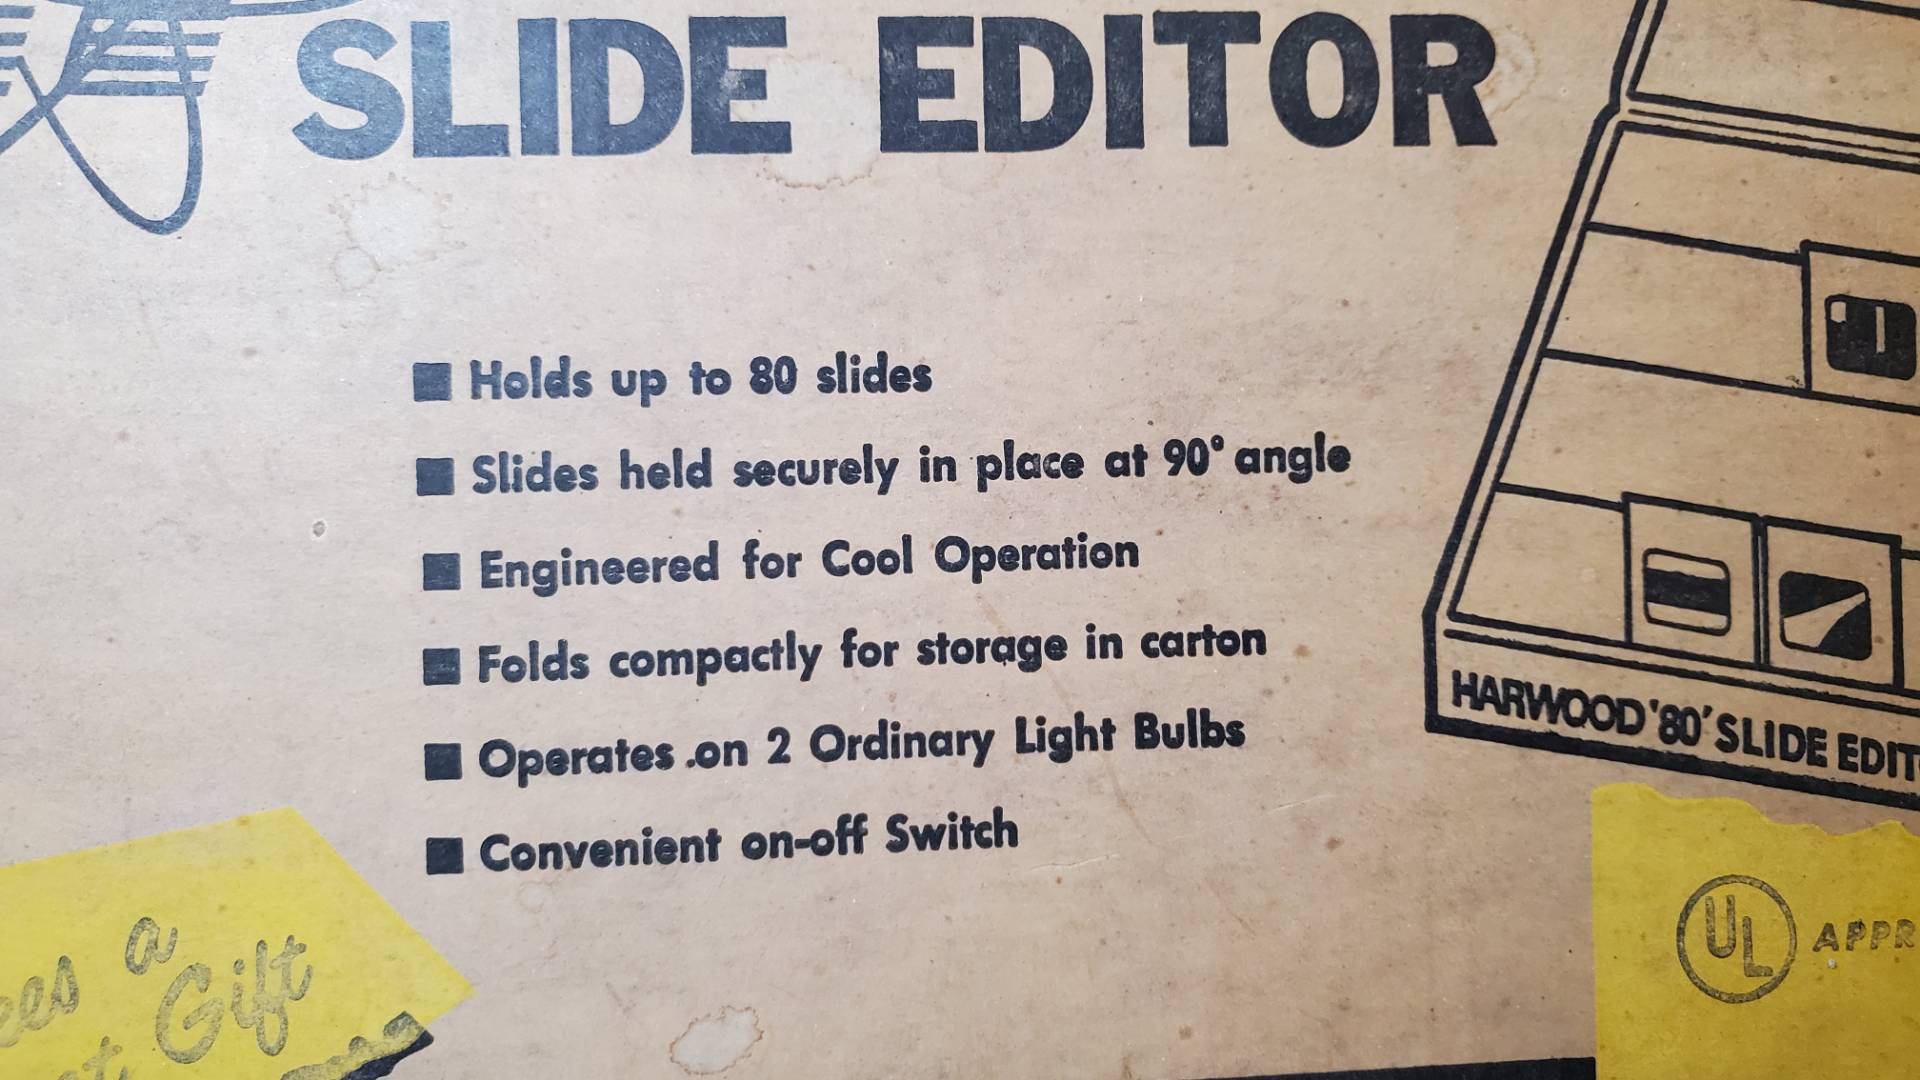 SLIDE EDITOR
■ Holds up to 80 slides
■ Slides held securely in place at 90° angle
■ Engineered for Cool Operation
■ Folds compactly for storage in carton
■ Operates .on 2 Ordinary Light Bulbs
■ Convenient on-off Switch
HARWOOD '80' SLIDE
a
Gift
UL